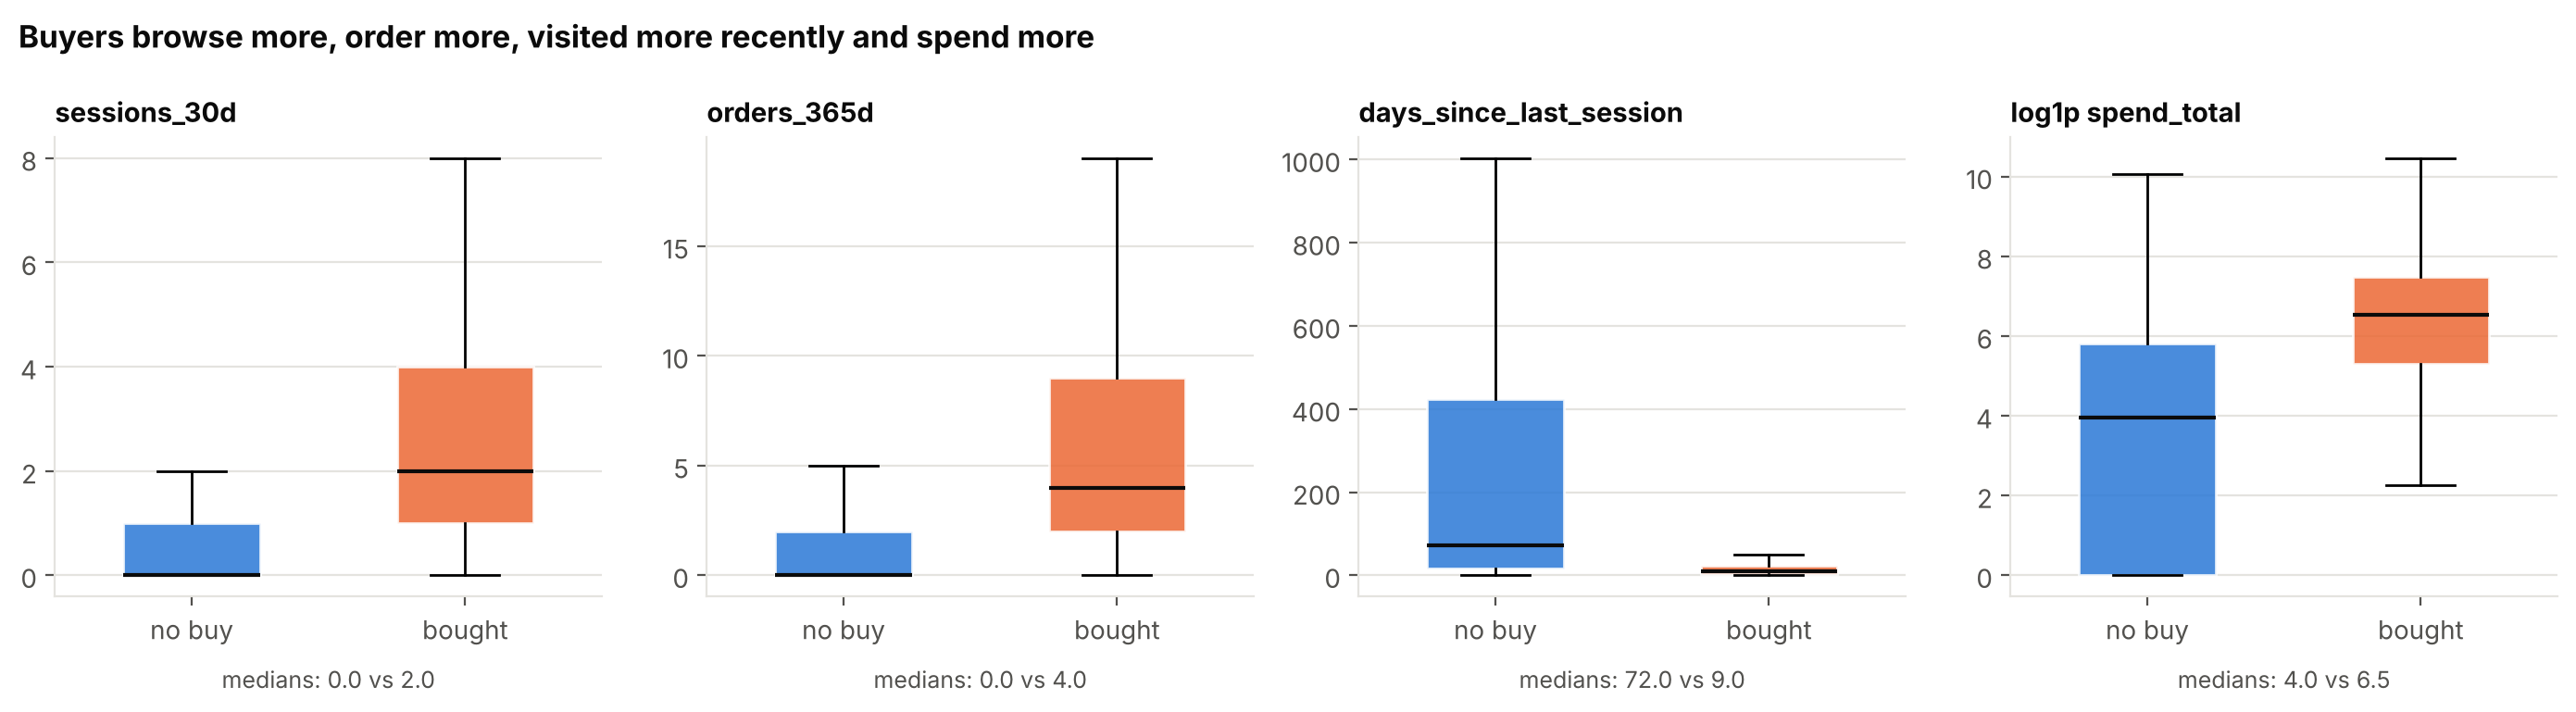 Buyers browse more, order more, visited more recently and spend more
sessions_30d
8
6
4
2
0
no buy
bought
medians: 0.0 vs 2.0
orders_365d
15
10
5
0
no buy
bought
medians: 0.0 vs 4.0
days_since_last_session
1000
800
600
400
200
0
no buy
bought
medians: 72.0 vs 9.0
log1p spend_total
10
8
6
4
2
0
no buy
bought
medians: 4.0 vs 6.5